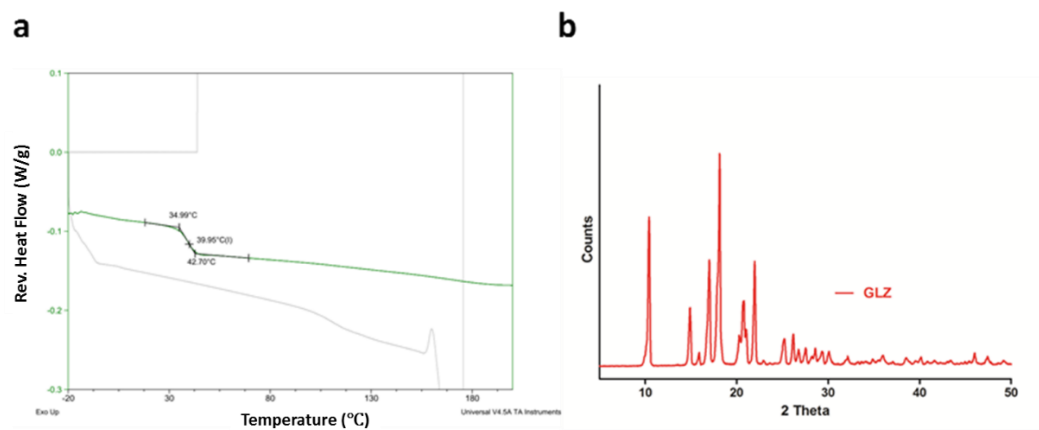 a
b
Rev. Heat Flow (W/g)
0.1
0.0
-0.1
-0.2
-0.3
34.99°C
39.95°C(I)
42.70°C
-20
30
80
130
180
Exo Up
Temperature (℃)
Universal V4.5A TA Instruments
Counts
GLZ
10
20
30
40
50
2 Theta